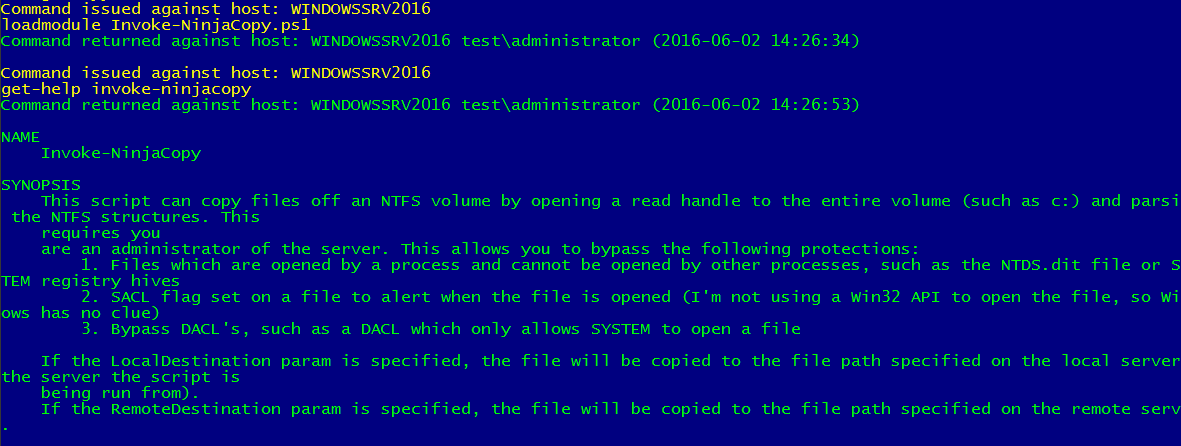 Command issued against host: WINDOWSSRV2016
loadmodule Invoke-NinjaCopy.ps1
Command returned against host: WINDOWSSRV2016 test\administrator (2016-06-02 14:26:34)
Command issued against host: WINDOWSSRV2016
get-help invoke-ninjacopy
Command returned against host: WINDOWSSRV2016 test\administrator (2016-06-02 14:26:53)
NAME
Invoke-NinjaCopy
SYNOPSIS
This script can copy files off an NTFS volume by opening a read handle to the entire volume (such as c:) and parsi
the NTFS structures. This
requires you
are an administrator of the server. This allows you to bypass the following protections:
1. Files which are opened by a process and cannot be opened by other processes, such as the NTDS.dit file or S
TEM registry hives
2. SACL flag set on a file to alert when the file is opened (I'm not using a Win32 API to open the file, so Wi
ows has no clue)
3. Bypass DACL's, such as a DACL which only allows SYSTEM to open a file
If the LocalDestination param is specified, the file will be copied to the file path specified on the local server
the server the script is
being run from).
If the RemoteDestination param is specified, the file will be copied to the file path specified on the remote serv
.